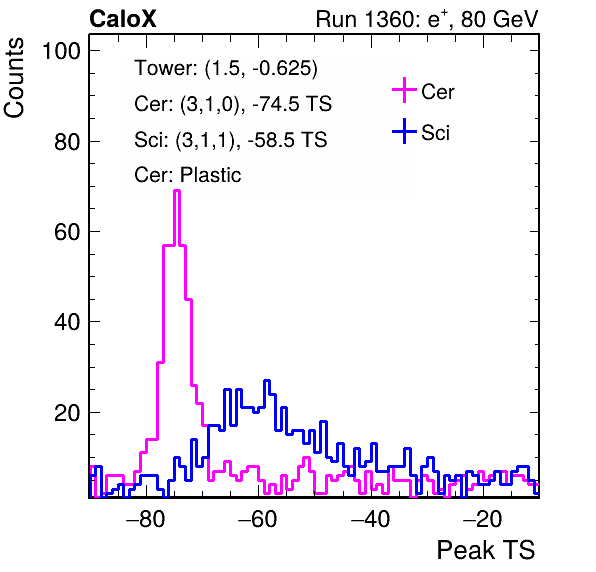 CaloX Run 1360: e⁺, 80 GeV
Counts
100
80
60
40
20
Tower: (1.5, -0.625)
Cer: (3,1,0), -74.5 TS
Sci: (3,1,1), -58.5 TS
Cer: Plastic
Cer
Sci
−80 −60 −40 −20
Peak TS